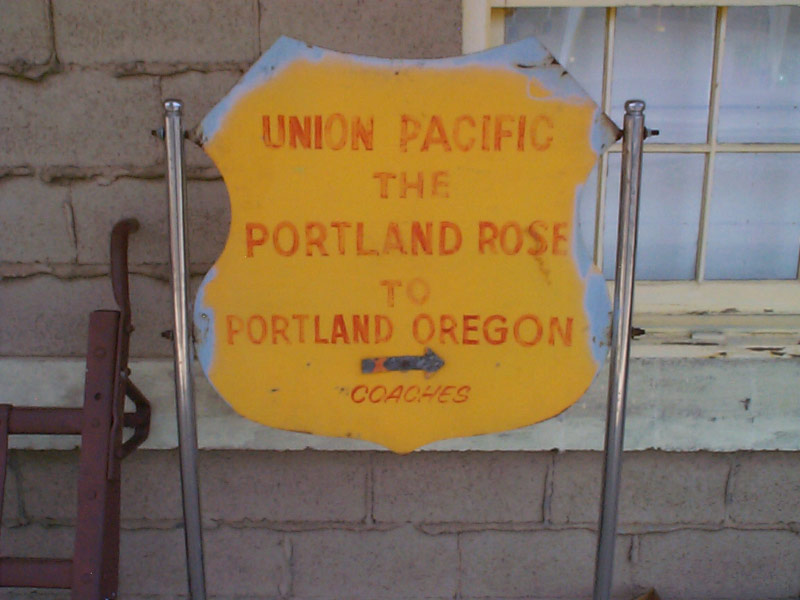 UNION PACIFIC
THE
PORTLAND ROSE
TO
PORTLAND OREGON
COACHES